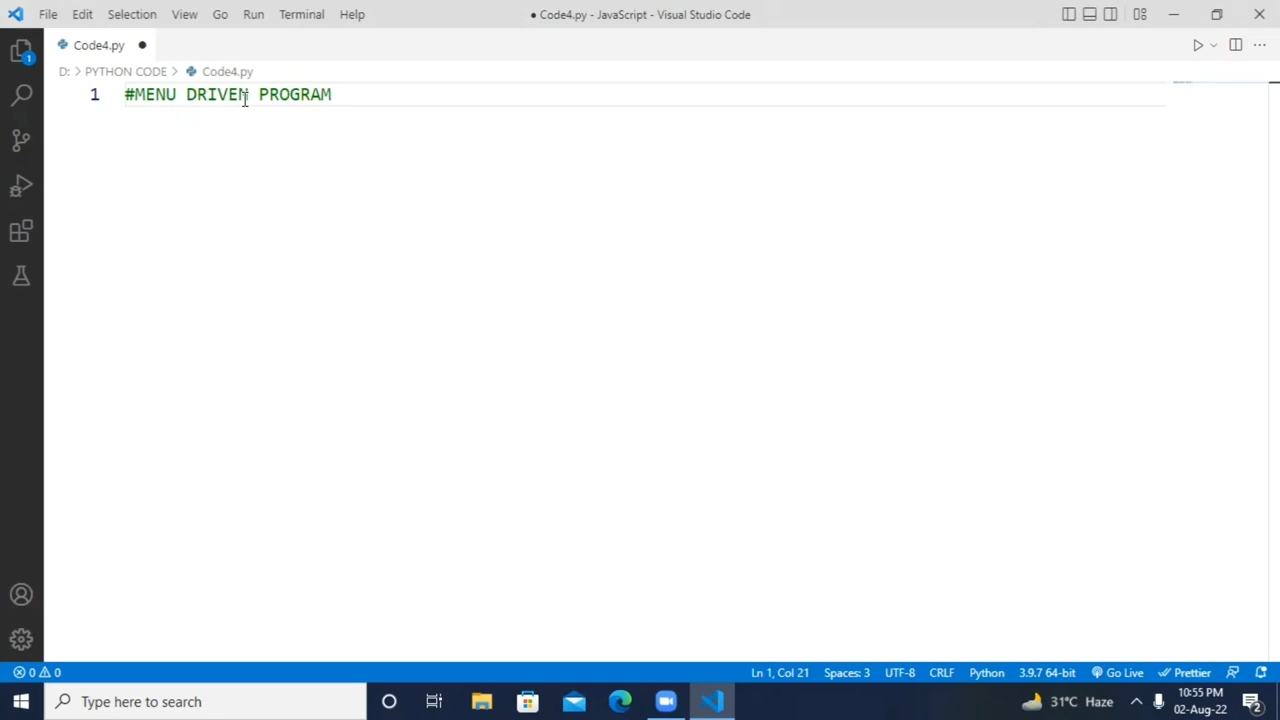 File Edit Selection View Go Run Terminal Help
● Code4.py - JavaScript - Visual Studio Code
Code4.py
D: > PYTHON CODE > Code4.py
1 #MENU DRIVEN PROGRAM
1
0 0
Ln 1, Col 21 Spaces: 3 UTF-8 CRLF Python 3.9.7 64-bit Go Live Prettier
Type here to search
31°C Haze
10:55 PM
02-Aug-22
2